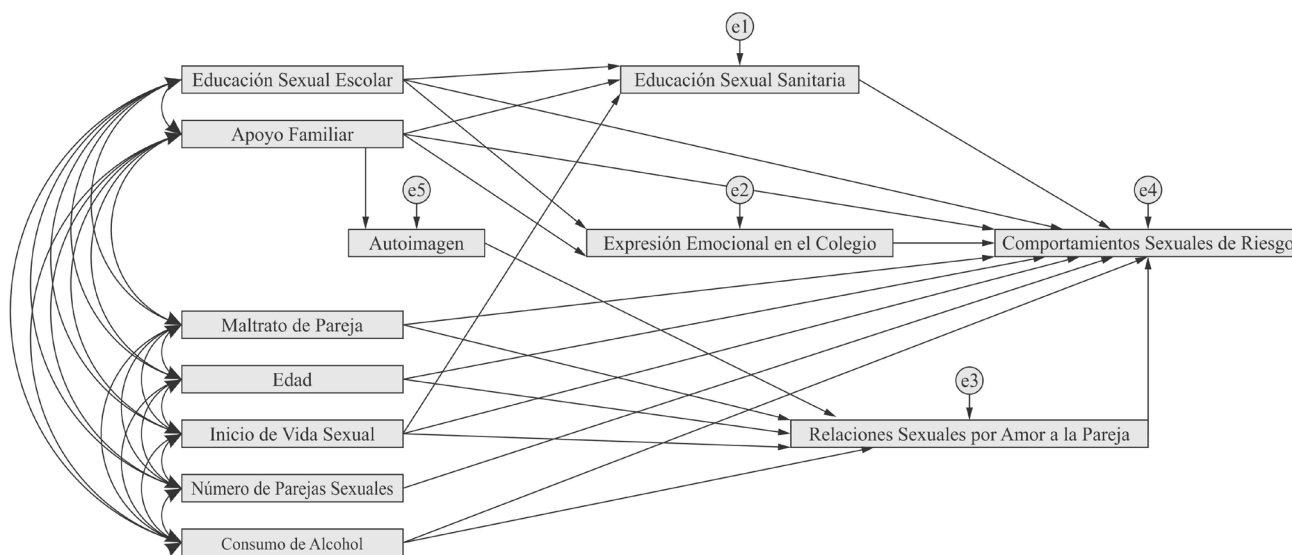 e1
Educación Sexual Escolar
Educación Sexual Sanitaria
Apoyo Familiar
e5
e2
e4
Autoimagen
Expresión Emocional en el Colegio
Comportamientos Sexuales de Riesgo
Maltrato de Pareja
Edad
e3
Inicio de Vida Sexual
Relaciones Sexuales por Amor a la Pareja
Número de Parejas Sexuales
Consumo de Alcohol